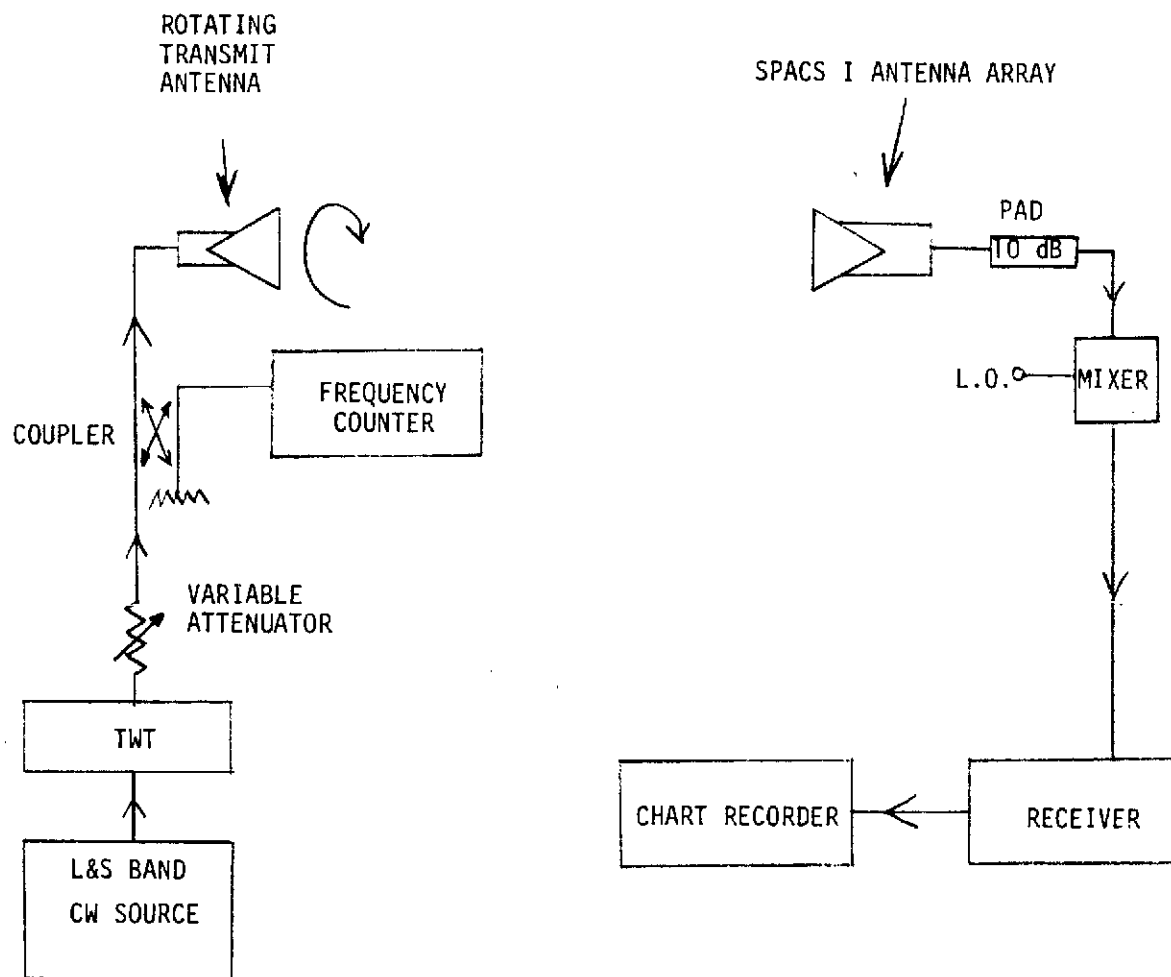 ROTATING
TRANSMIT
ANTENNA
SPACS I ANTENNA ARRAY
PAD
10 dB
FREQUENCY
COUNTER
COUPLER
L.O.
MIXER
VARIABLE
ATTENUATOR
TWT
CHART RECORDER
RECEIVER
L&S BAND
CW SOURCE